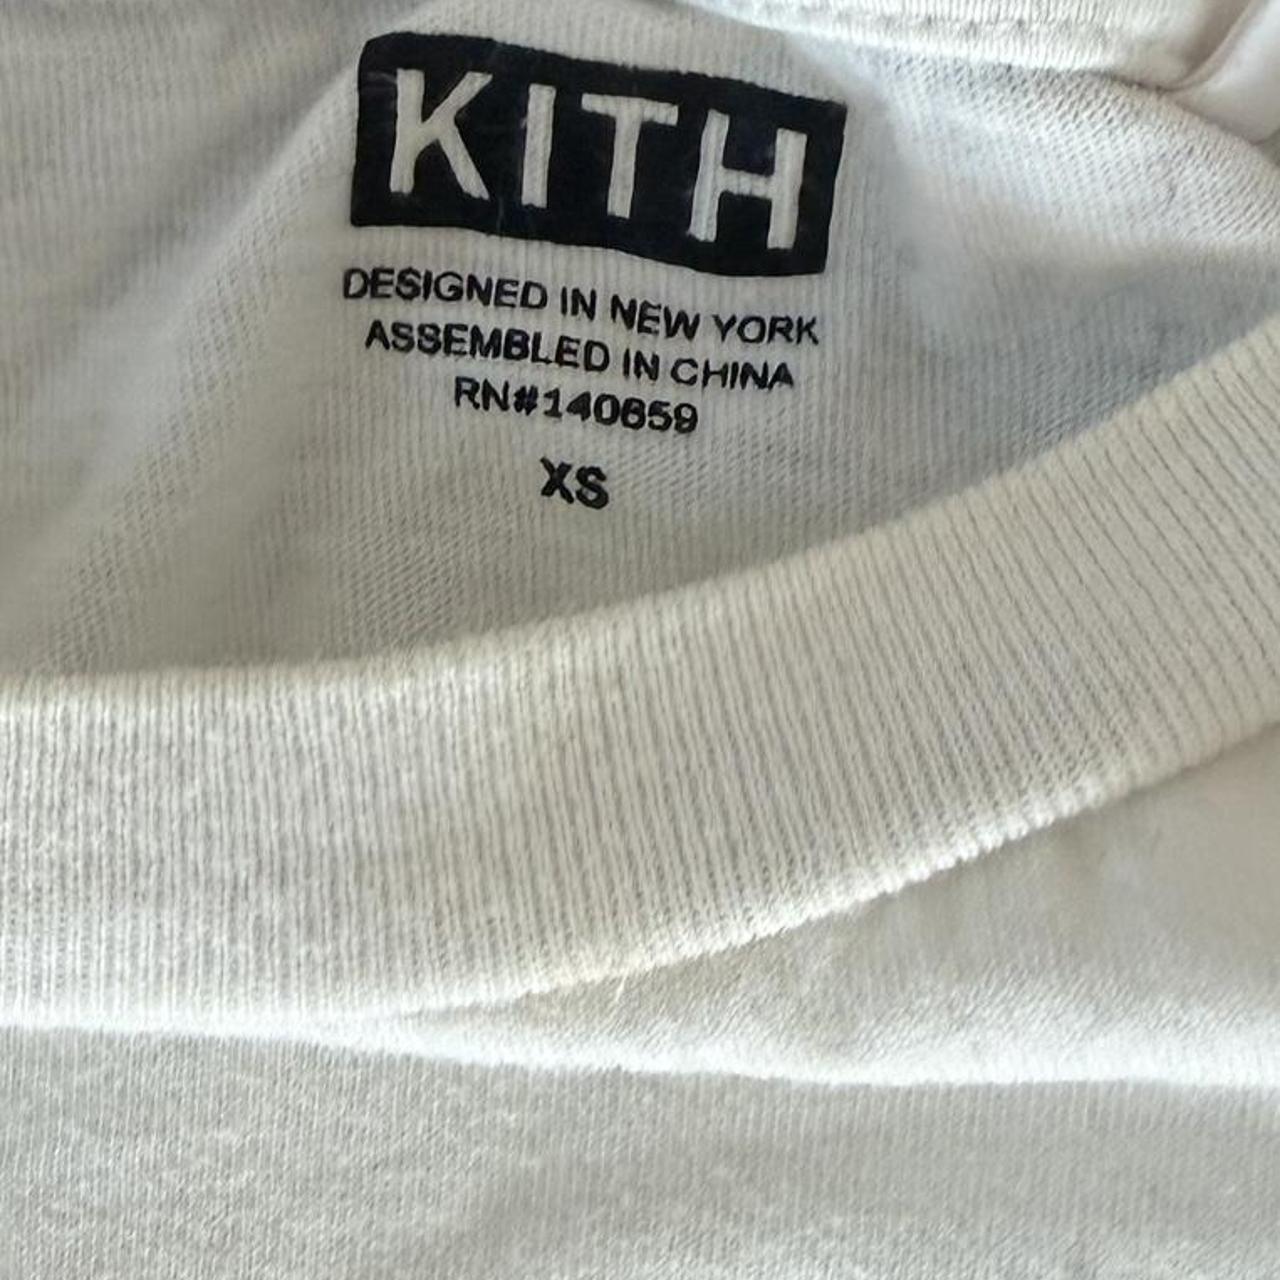 KITH
DESIGNED IN NEW YORK
ASSEMBLED IN CHINA
RN#140659
XS